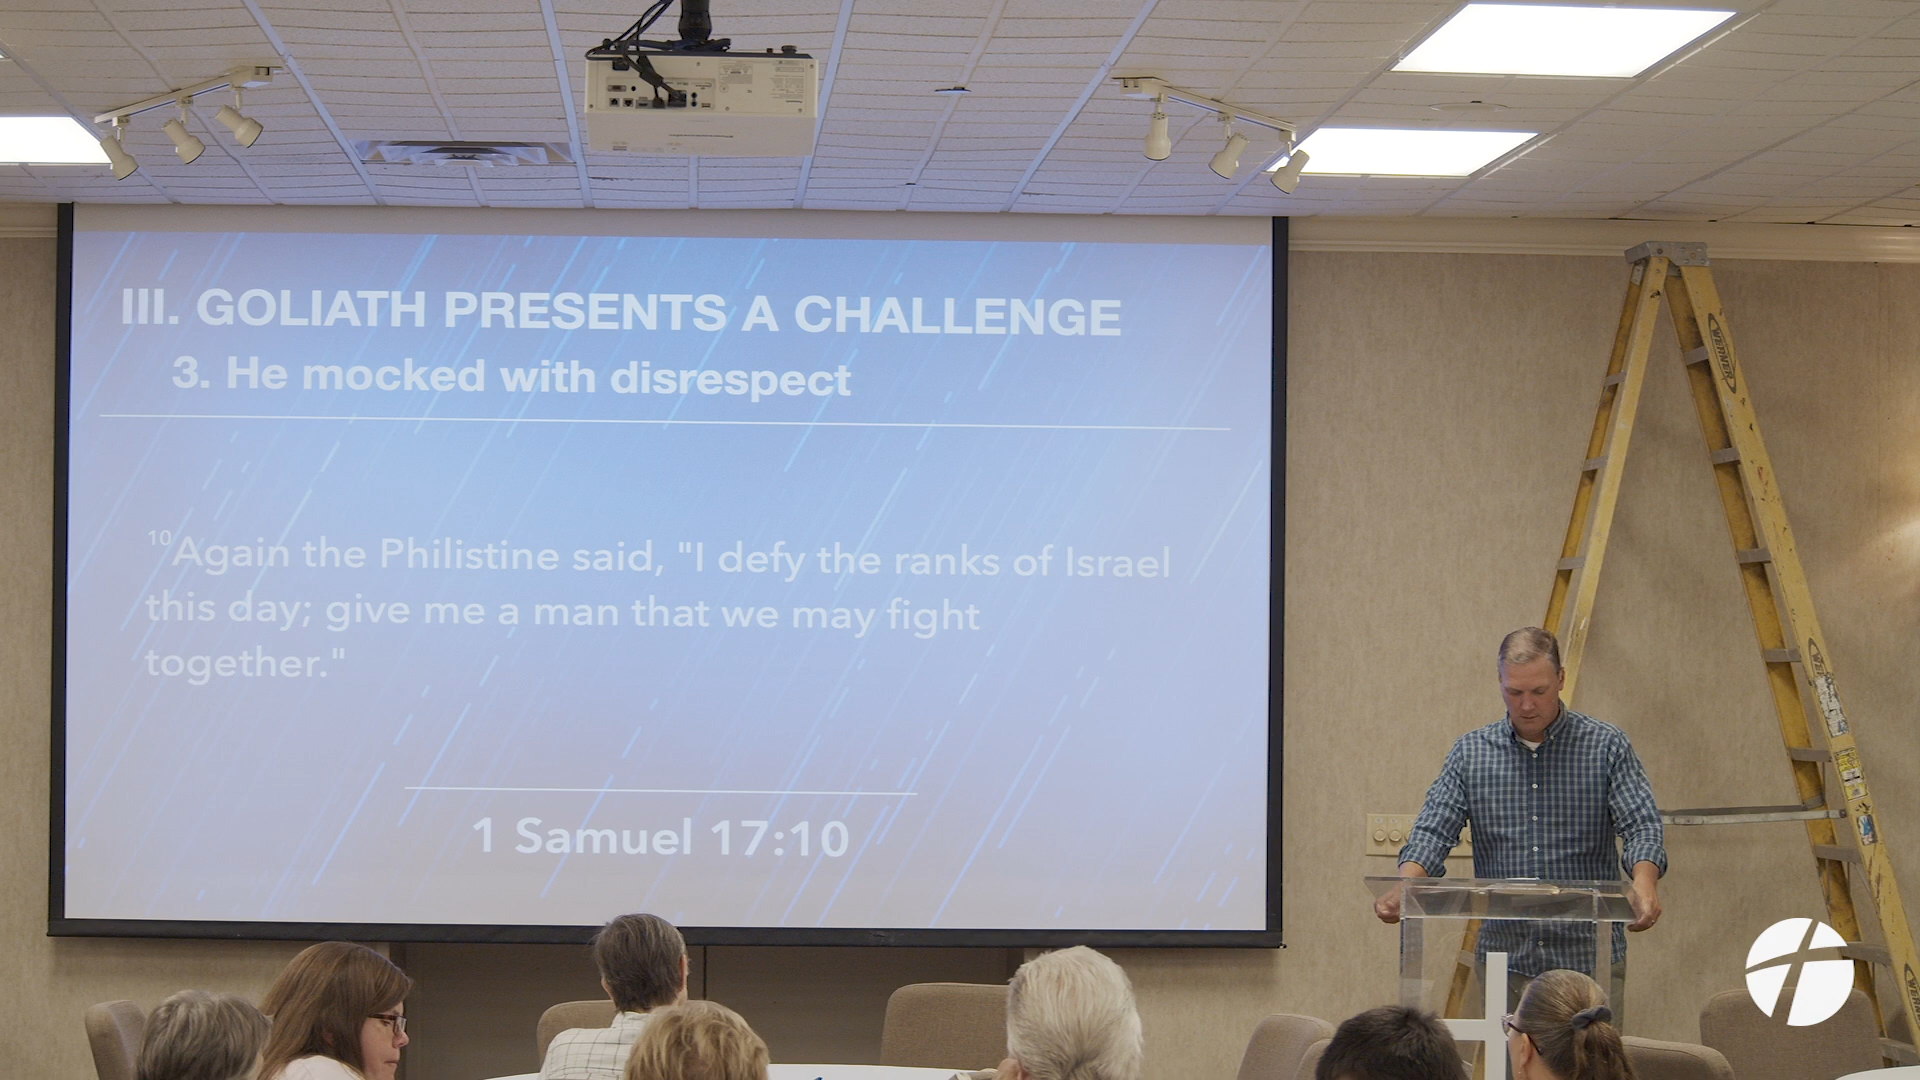 III. GOLIATH PRESENTS A CHALLENGE
3. He mocked with disrespect
10Again the Philistine said, "I defy the ranks of Israel
this day; give me a man that we may fight
together."
1 Samuel 17:10
WERNER